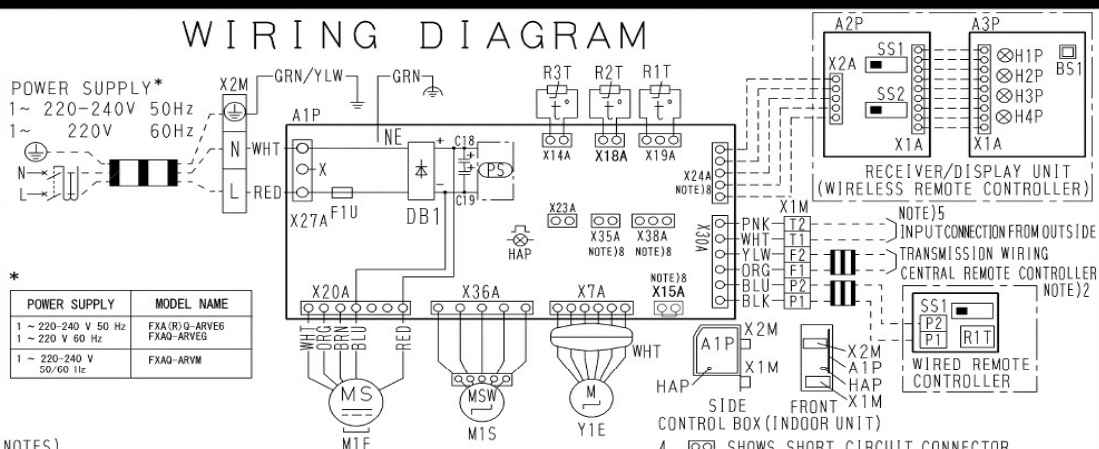 WIRING DIAGRAM
POWER SUPPLY*
1~ 220-240V 50Hz
1~ 220V 60Hz
N
L
X2M
N
L
GRN/YLW
GRN
WHT
RED
A1P
NE
X
X27A
F1U
DB1
C18
C19
PS
R3T
R2T
R1T
t°
t°
t°
X14A
X18A
X19A
X23A
X35A
NOTE)8
X38A
NOTE)8
HAP
X24A
NOTE)8
X30A
NOTE)8
X15A
X20A
X36A
X7A
WHT
ORG
BRN
BLU
RED
MS
M1F
MSW
M1S
M
Y1E
WHT
A2P
X2A
SS1
SS2
X1A
A3P
H1P
H2P
H3P
H4P
BS1
X1A
RECEIVER/DISPLAY UNIT
(WIRELESS REMOTE CONTROLLER)
X1M
PNK T2
WHT T1
YLW F2
ORG F1
BLU P2
BLK P1
NOTE)5
INPUT CONNECTION FROM OUTSIDE
TRANSMISSION WIRING
CENTRAL REMOTE CONTROLLER
NOTE)2
SS1
P2
P1
R1T
WIRED REMOTE
CONTROLLER
A1P
X2M
X1M
HAP
SIDE
X2M
A1P
HAP
X1M
FRONT
CONTROL BOX(INDOOR UNIT)
*
POWER SUPPLY MODEL NAME
1 ~ 220-240 V 50 Hz FXA(R)Q-ARVE6
1 ~ 220 V 60 Hz FXAQ-ARVEG
1 ~ 220-240 V FXAQ-ARVM
50/60 Hz
NOTES)
4. SHOWS SHORT CIRCUIT CONNECTOR